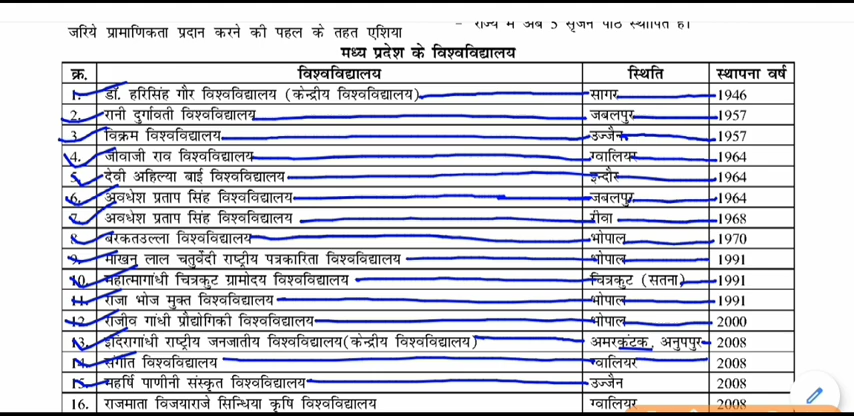 जरिये प्रामाणिकता प्रदान करने की पहल के तहत एशिया
- राज्य में अब 5 सृजन पीठ स्थापित है।
मध्य प्रदेश के विश्वविद्यालय
क्र. विश्वविद्यालय स्थिति स्थापना वर्ष
1. डॉ. हरिसिंह गौर विश्वविद्यालय (केन्द्रीय विश्वविद्यालय) सागर 1946
2. रानी दुर्गावती विश्वविद्यालय जबलपुर 1957
3. विक्रम विश्वविद्यालय उज्जैन 1957
4. जीवाजी राव विश्वविद्यालय ग्वालियर 1964
5. देवी अहिल्या बाई विश्वविद्यालय इन्दौर 1964
6. अवधेश प्रताप सिंह विश्वविद्यालय जबलपुर 1964
7. अवधेश प्रताप सिंह विश्वविद्यालय रीवा 1968
8. बरकतउल्ला विश्वविद्यालय भोपाल 1970
9. माखन लाल चतुर्वेदी राष्ट्रीय पत्रकारिता विश्वविद्यालय भोपाल 1991
10. महात्मागांधी चित्रकुट ग्रामोदय विश्वविद्यालय चित्रकुट (सतना) 1991
11. राजा भोज मुक्त विश्वविद्यालय भोपाल 1991
12. राजीव गांधी प्रौद्योगिकी विश्वविद्यालय भोपाल 2000
13. इंदिरागांधी राष्ट्रीय जनजातीय विश्वविद्यालय(केन्द्रीय विश्वविद्यालय) अमरकंटक, अनुपपुर 2008
14. संगीत विश्वविद्यालय ग्वालियर 2008
15. महर्षि पाणीनी संस्कृत विश्वविद्यालय उज्जैन 2008
16. राजमाता विजयाराजे सिन्धिया कृषि विश्वविद्यालय ग्वालियर 2008